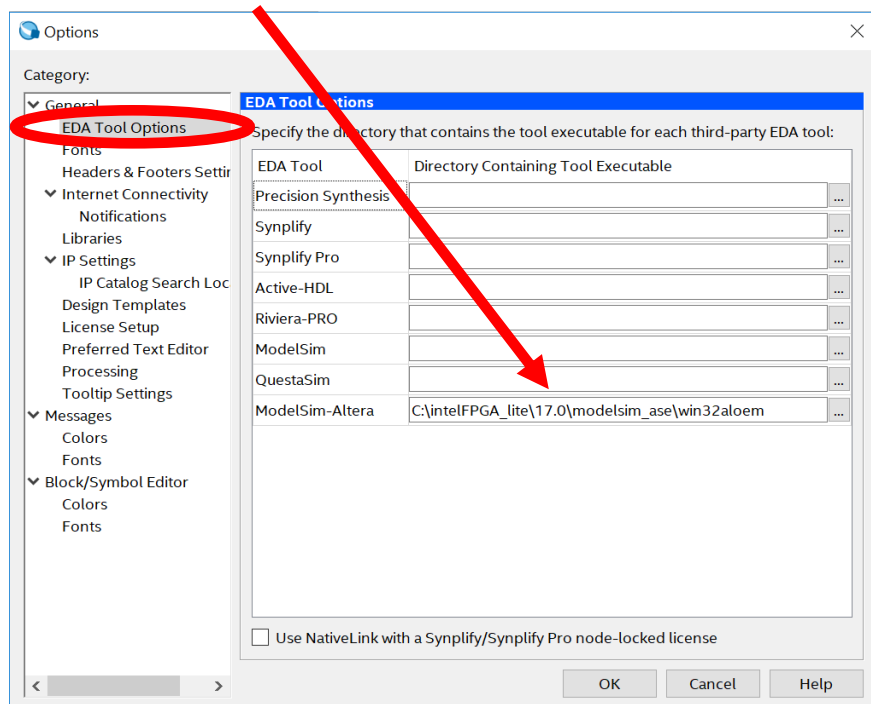 Options
Category:
General
EDA Tool Options
Fonts
Headers & Footers Settin
Internet Connectivity
Notifications
Libraries
IP Settings
IP Catalog Search Loc
Design Templates
License Setup
Preferred Text Editor
Processing
Tooltip Settings
Messages
Colors
Fonts
Block/Symbol Editor
Colors
Fonts
EDA Tool Options
Specify the directory that contains the tool executable for each third-party EDA tool:
EDA Tool Directory Containing Tool Executable
Precision Synthesis ...
Synplify ...
Synplify Pro ...
Active-HDL ...
Riviera-PRO ...
ModelSim ...
QuestaSim ...
ModelSim-Altera C:\intelFPGA_lite\17.0\modelsim_ase\win32aloem ...
Use NativeLink with a Synplify/Synplify Pro node-locked license
OK Cancel Help